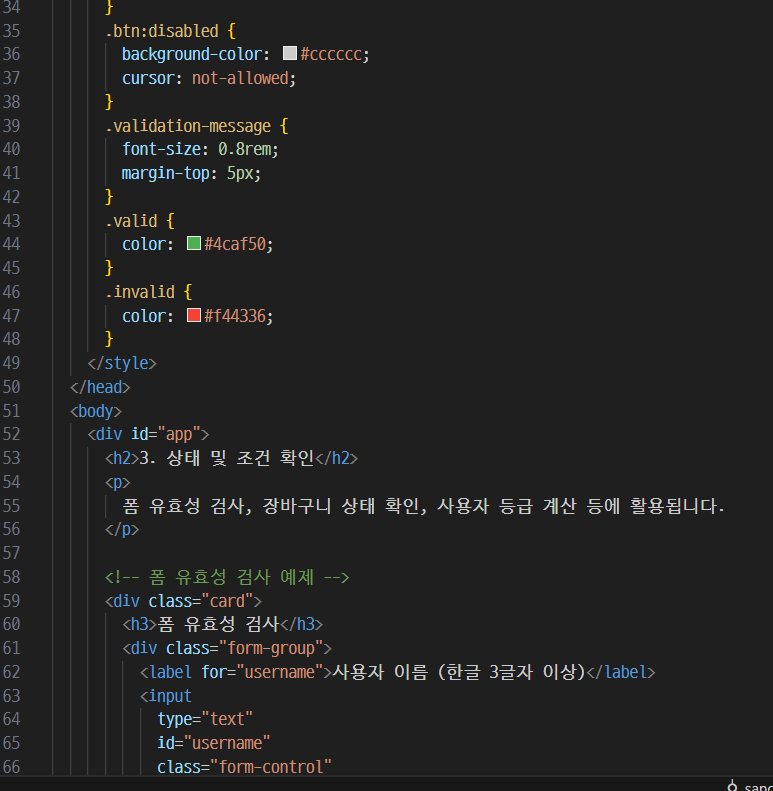 34 }
35 .btn:disabled {
36 background-color: #cccccc;
37 cursor: not-allowed;
38 }
39 .validation-message {
40 font-size: 0.8rem;
41 margin-top: 5px;
42 }
43 .valid {
44 color: #4caf50;
45 }
46 .invalid {
47 color: #f44336;
48 }
49 </style>
50 </head>
51 <body>
52 <div id="app">
53 <h2>3. 상태 및 조건 확인</h2>
54 <p>
55 폼 유효성 검사, 장바구니 상태 확인, 사용자 등급 계산 등에 활용됩니다.
56 </p>
57
58 <!-- 폼 유효성 검사 예제 -->
59 <div class="card">
60 <h3>폼 유효성 검사</h3>
61 <div class="form-group">
62 <label for="username">사용자 이름 (한글 3글자 이상)</label>
63 <input
64 type="text"
65 id="username"
66 class="form-control"